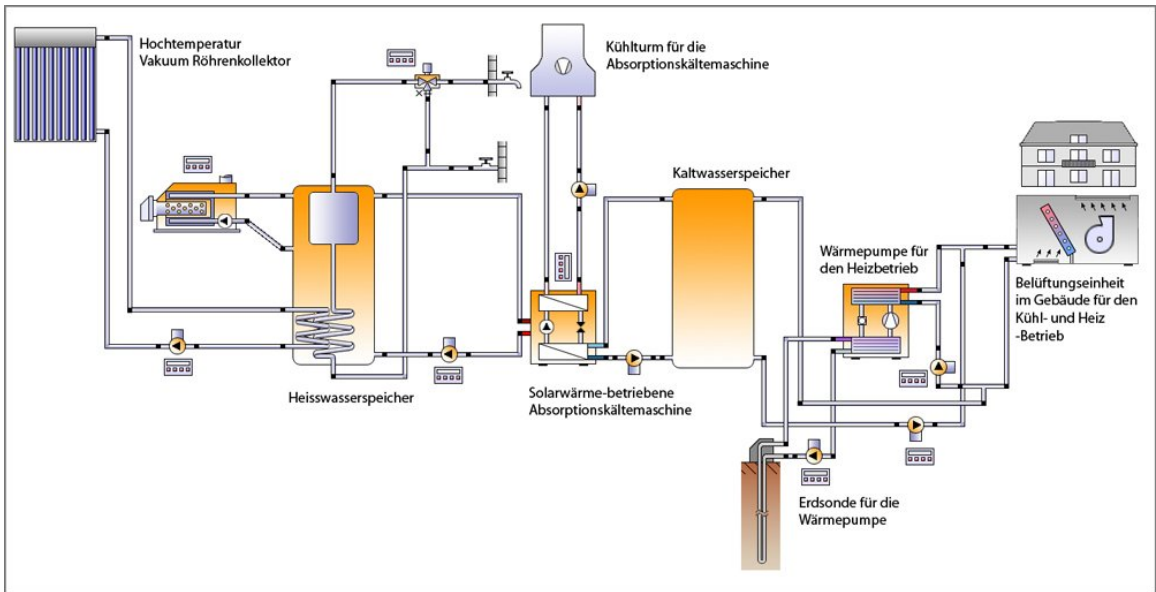 Hochtemperatur
Vakuum Röhrenkollektor
Kühlturm für die
Absorptionskältemaschine
Kaltwasserspeicher
Wärmepumpe für
den Heizbetrieb
Belüftungseinheit
im Gebäude für den
Kühl- und Heiz
-Betrieb
Heisswasserspeicher
Solarwärme-betriebene
Absorptionskältemaschine
Erdsonde für die
Wärmepumpe